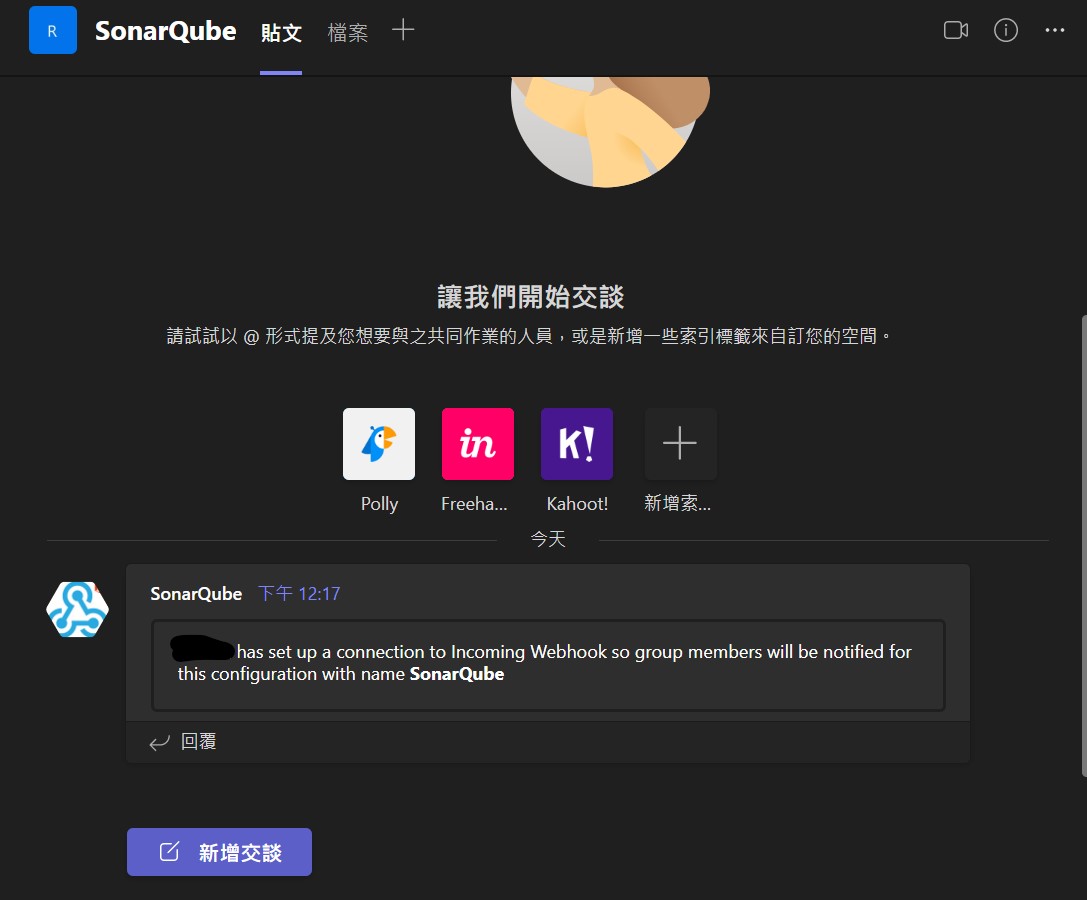 R
SonarQube 貼文 檔案
讓我們開始交談
請試試以 @ 形式提及您想要與之共同作業的人員，或是新增一些索引標籤來自訂您的空間。
in K!
Polly Freeha... Kahoot! 新增索...
今天
SonarQube 下午 12:17
has set up a connection to Incoming Webhook so group members will be notified for
this configuration with name SonarQube
回覆
新增交談